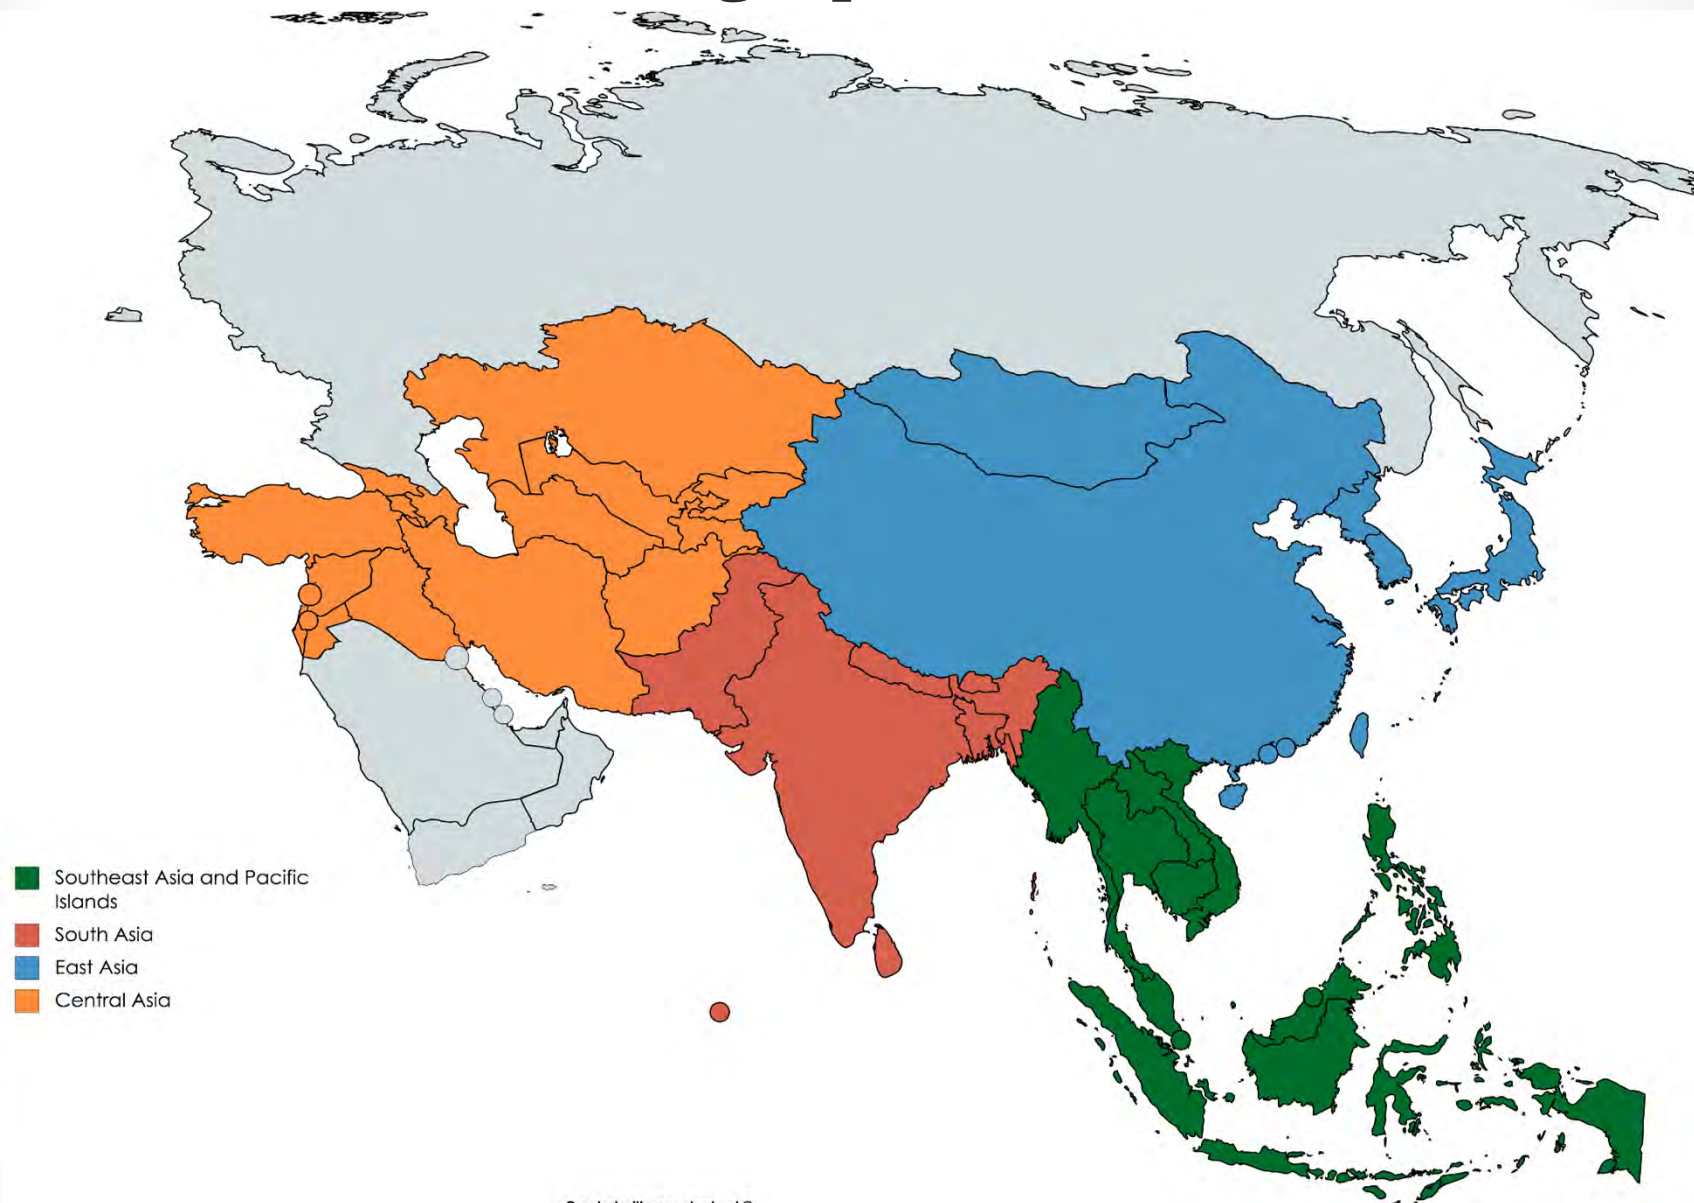 Southeast Asia and Pacific
Islands
South Asia
East Asia
Central Asia